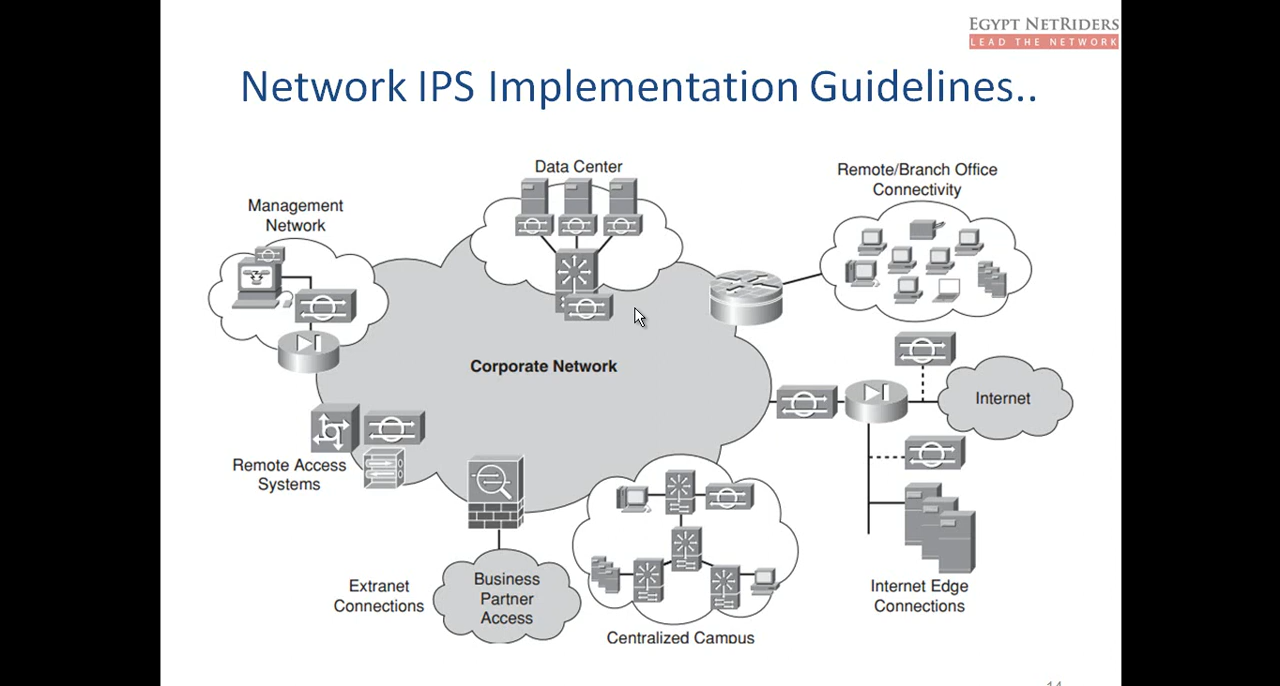 EGYPT NETRIDERS
LEAD THE NETWORK
Network IPS Implementation Guidelines..
Data Center
Remote/Branch Office
Connectivity
Management
Network
Corporate Network
Internet
Remote Access
Systems
Extranet
Connections
Business
Partner
Access
Internet Edge
Connections
Centralized Campus
14